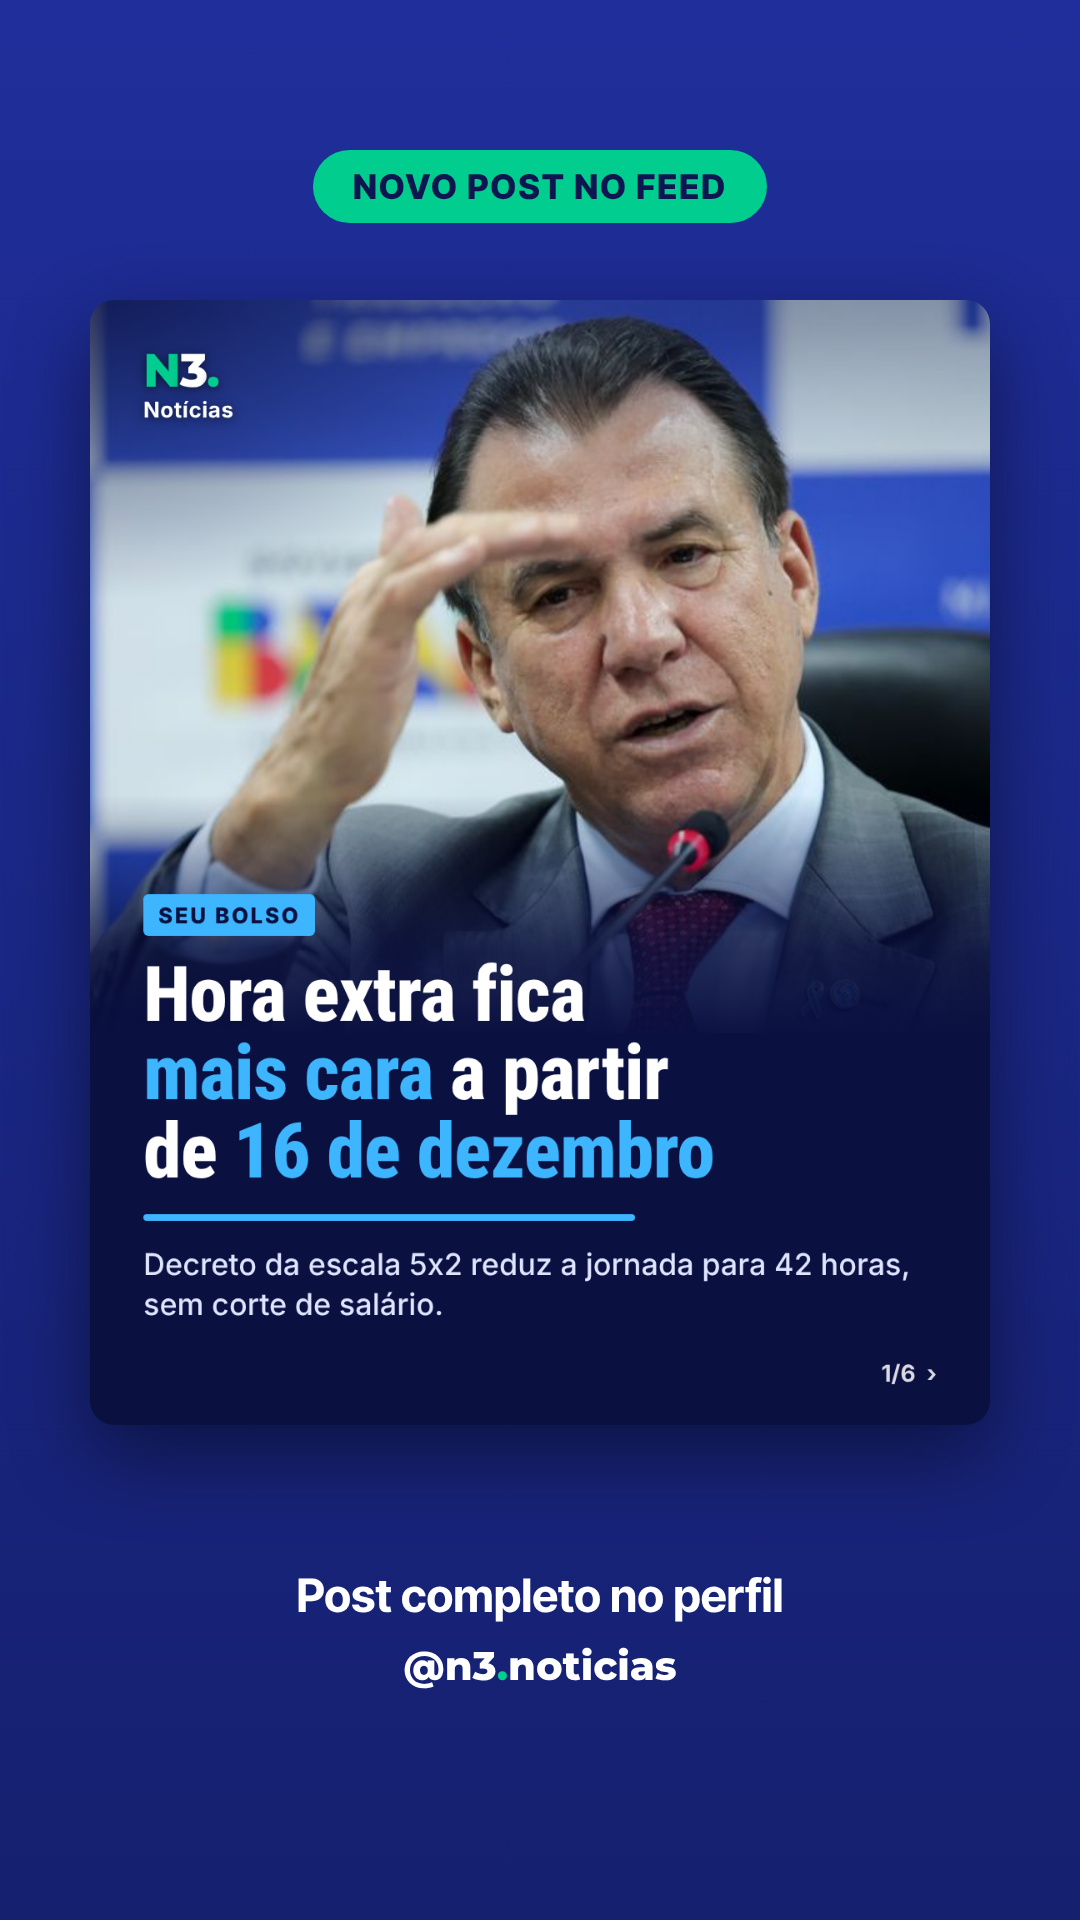 NOVO POST NO FEED
N3.
Notícias
SEU BOLSO
Hora extra fica
mais cara a partir
de 16 de dezembro
Decreto da escala 5x2 reduz a jornada para 42 horas,
sem corte de salário.
1/6 ›
Post completo no perfil
@n3.noticias